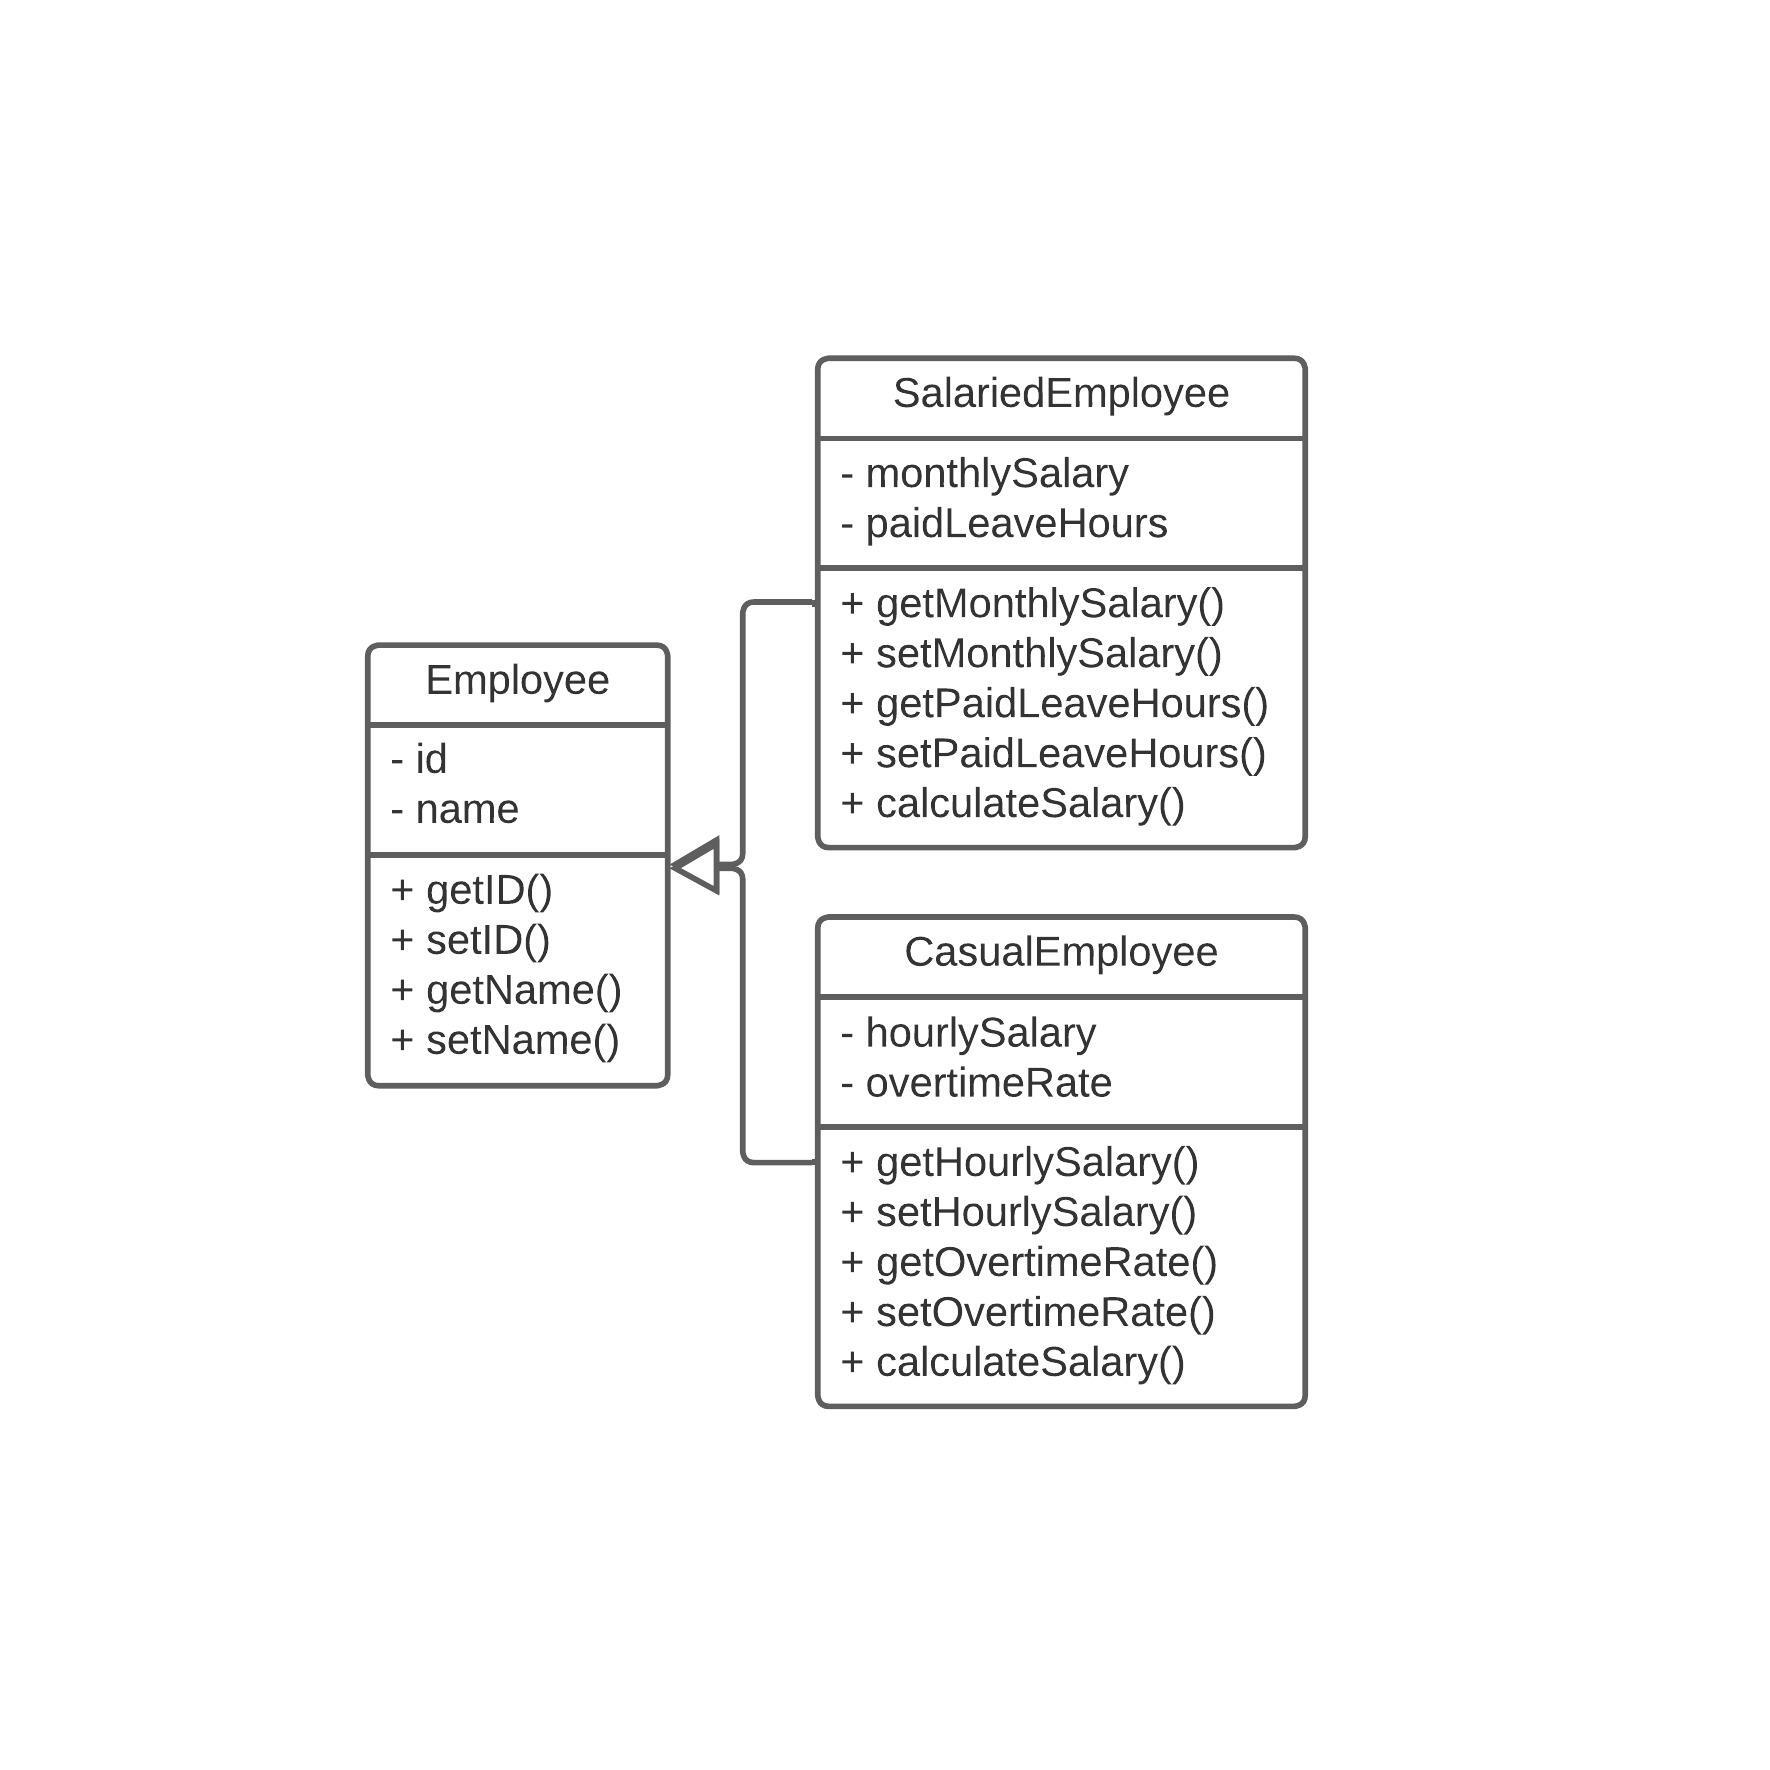 Employee
- id
- name
+ getID()
+ setID()
+ getName()
+ setName()
SalariedEmployee
- monthlySalary
- paidLeaveHours
+ getMonthlySalary()
+ setMonthlySalary()
+ getPaidLeaveHours()
+ setPaidLeaveHours()
+ calculateSalary()
CasualEmployee
- hourlySalary
- overtimeRate
+ getHourlySalary()
+ setHourlySalary()
+ getOvertimeRate()
+ setOvertimeRate()
+ calculateSalary()